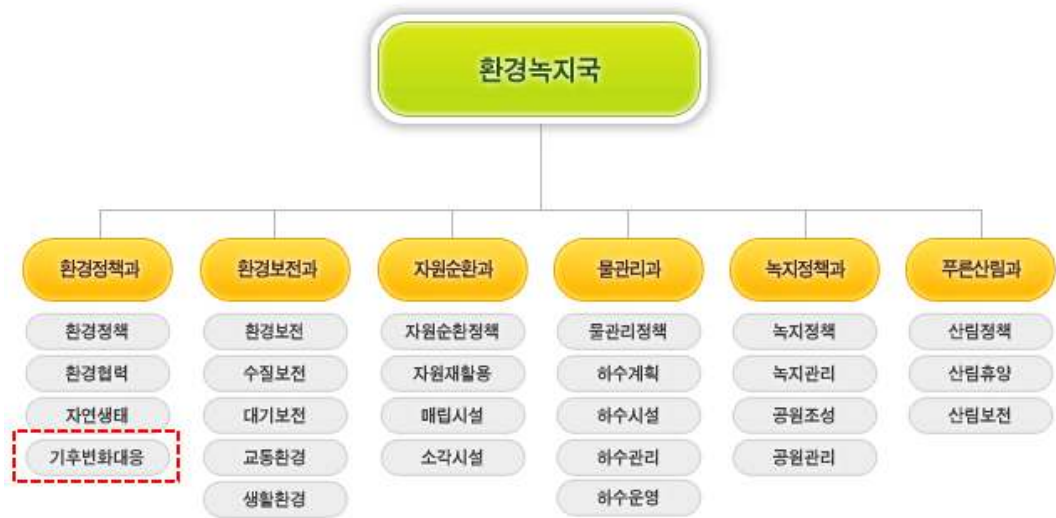 환경녹지국
환경정책과 환경보전과 자원순환과 물관리과 녹지정책과 푸른산림과
환경정책 환경보전 자원순환정책 물관리정책 녹지정책 산림정책
환경협력 수질보전 자원재활용 하수계획 녹지관리 산림휴양
자연생태 대기보전 매립시설 하수시설 공원조성 산림보전
기후변화대응 교통환경 소각시설 하수관리 공원관리
생활환경 하수운영